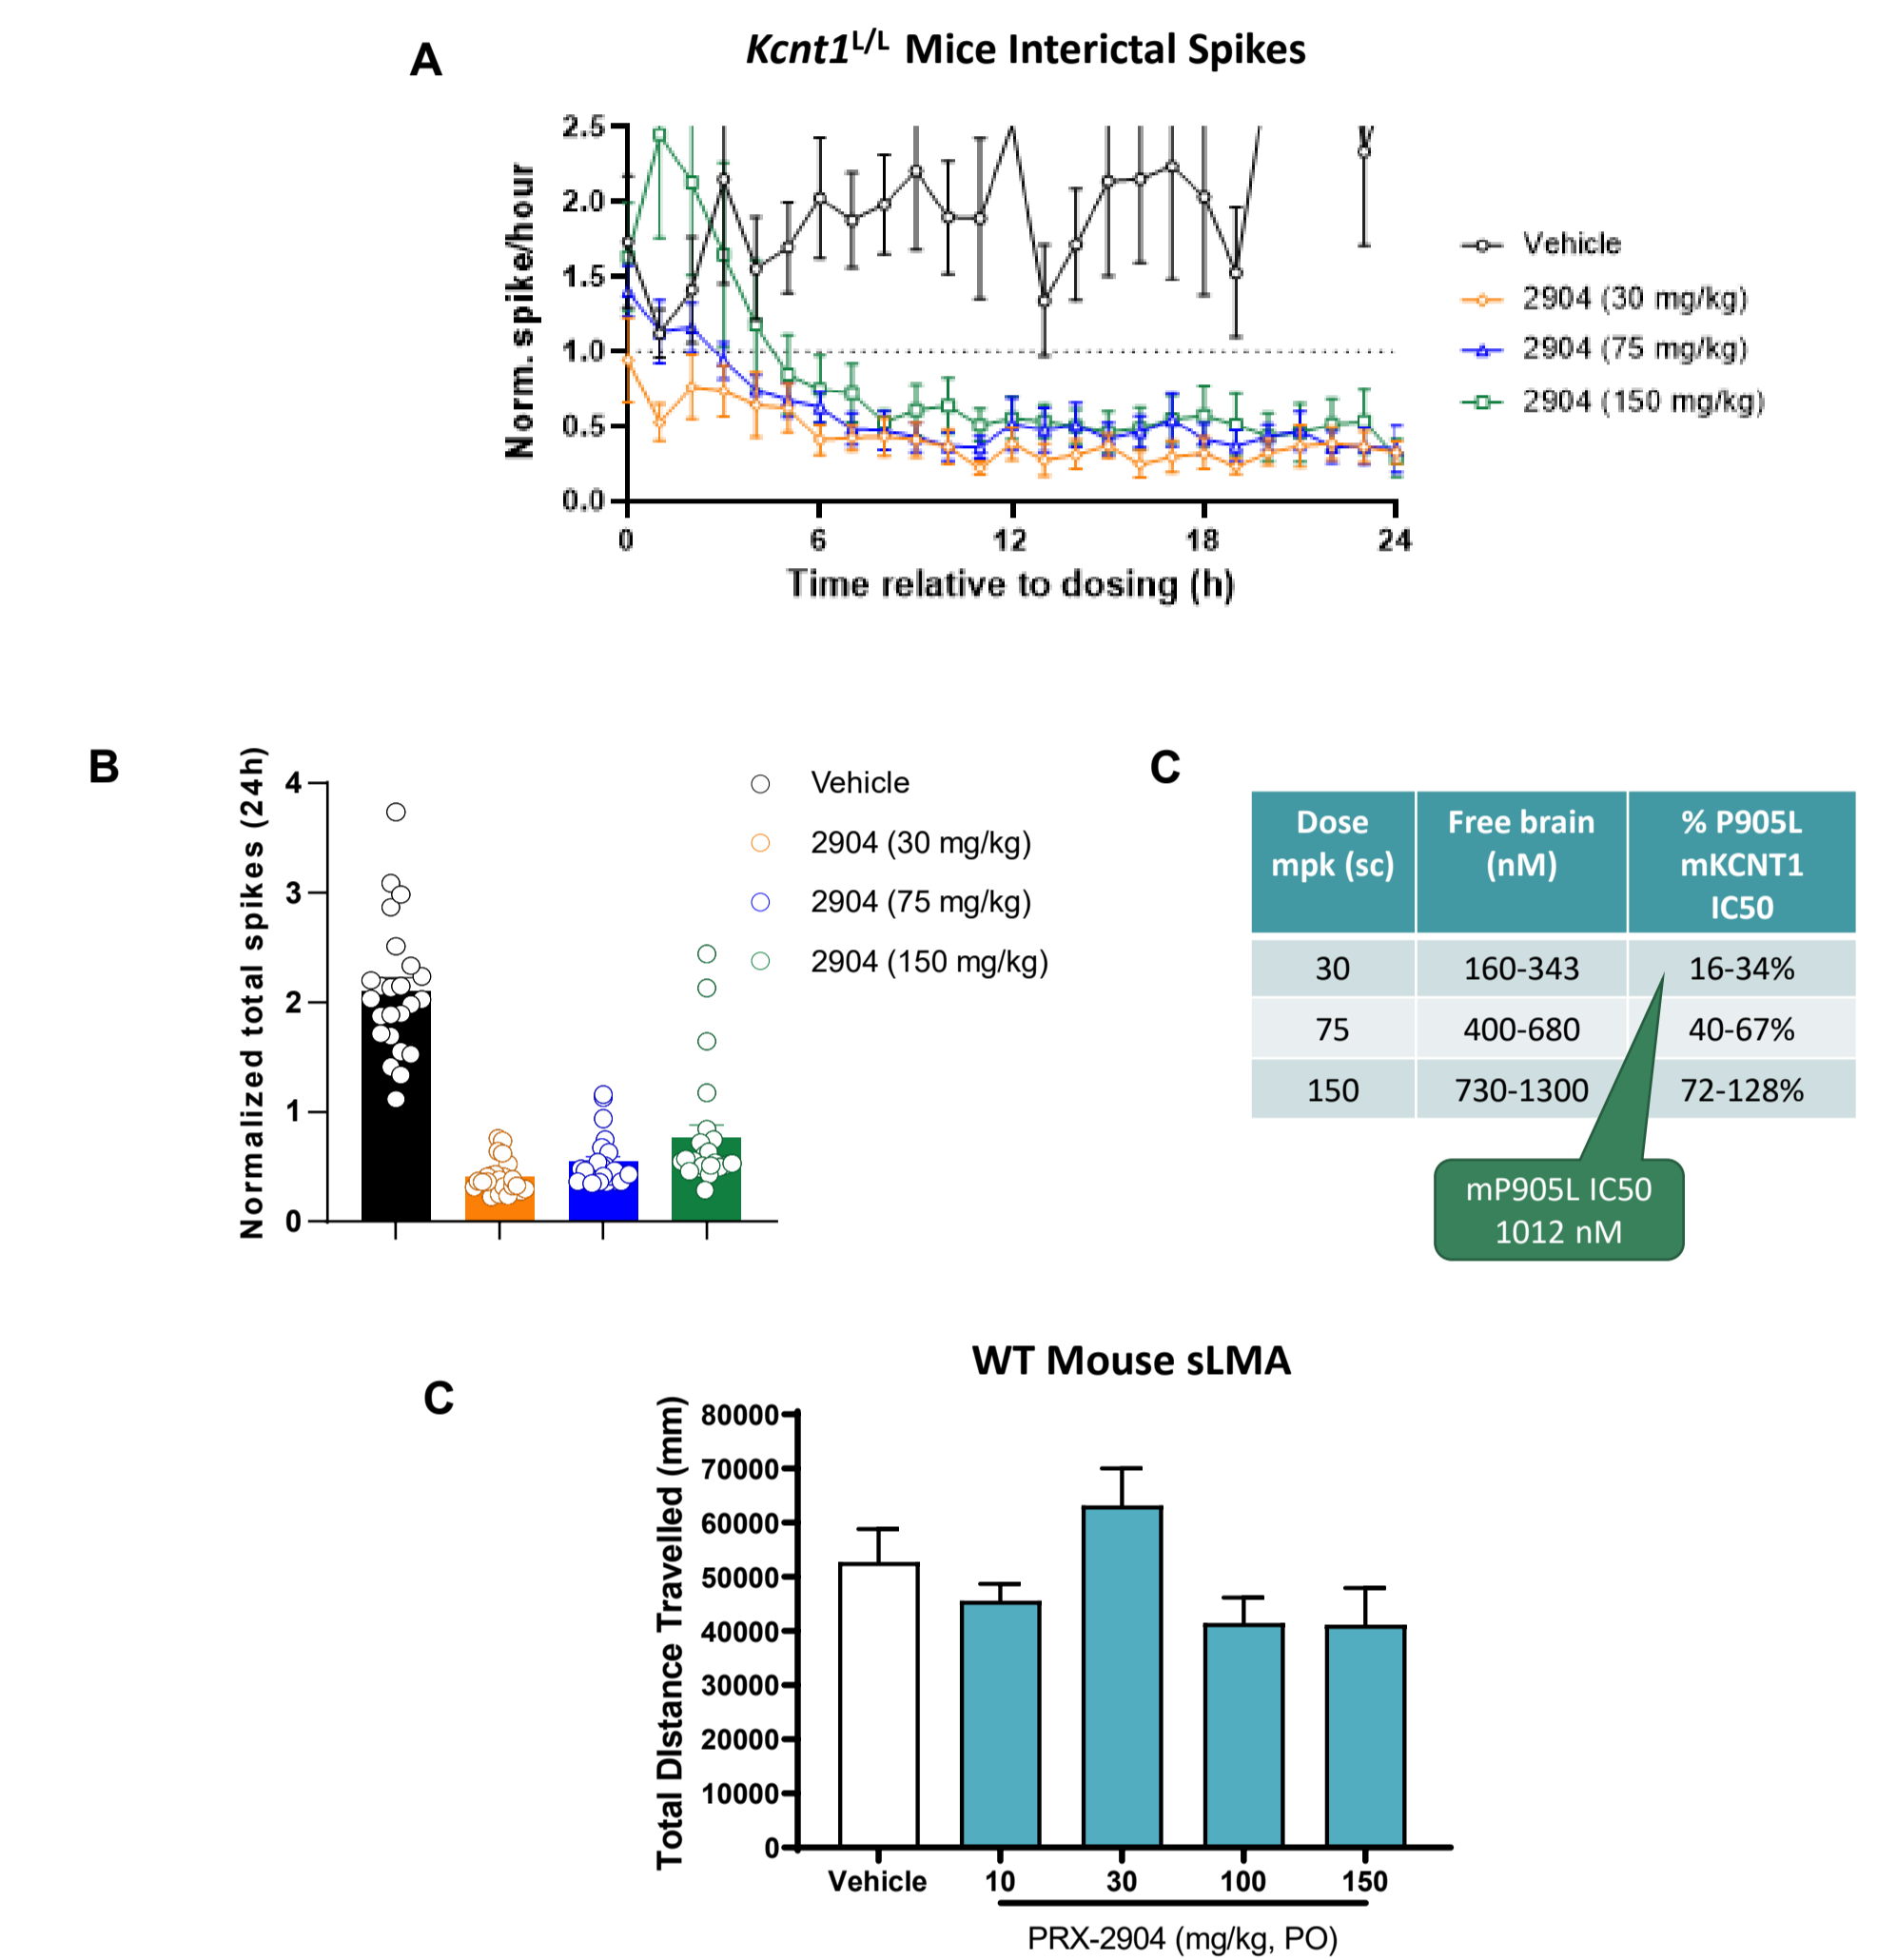 A
Kcnt1L/L Mice Interictal Spikes
Norm. spike/hour
2.5
2.0
1.5
1.0
0.5
0.0
0
6
12
18
24
Time relative to dosing (h)
Vehicle
2904 (30 mg/kg)
2904 (75 mg/kg)
2904 (150 mg/kg)
B
Normalized total spikes (24h)
4
3
2
1
0
Vehicle
2904 (30 mg/kg)
2904 (75 mg/kg)
2904 (150 mg/kg)
C
Dose mpk (sc)
Free brain (nM)
% P905L mKCNT1 IC50
30 160-343 16-34%
75 400-680 40-67%
150 730-1300 72-128%
mP905L IC50
1012 nM
C
WT Mouse sLMA
Total DIstance Travelled (mm)
80000
70000
60000
50000
40000
30000
20000
10000
0
Vehicle 10 30 100 150
PRX-2904 (mg/kg, PO)